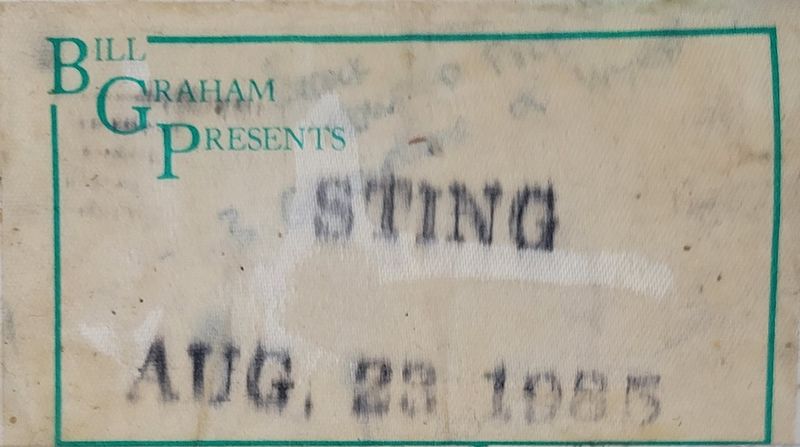 BILL
GRAHAM
PRESENTS
STING
AUG. 23 1985